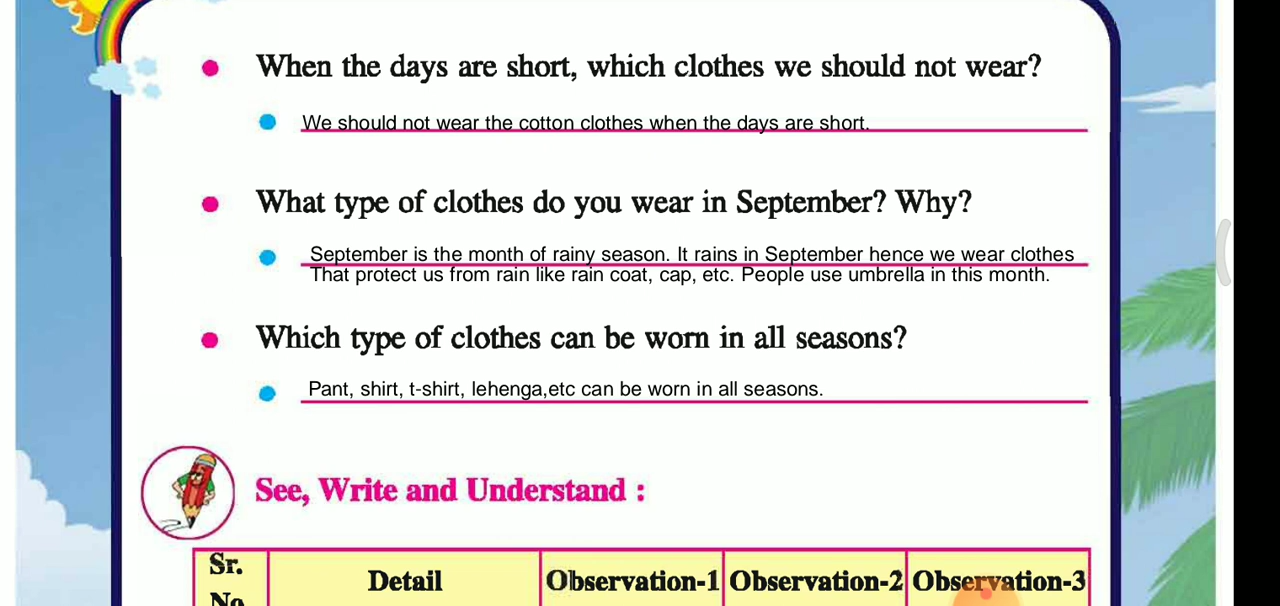 When the days are short, which clothes we should not wear?
We should not wear the cotton clothes when the days are short.
What type of clothes do you wear in September? Why?
September is the month of rainy season. It rains in September hence we wear clothes
That protect us from rain like rain coat, cap, etc. People use umbrella in this month.
Which type of clothes can be worn in all seasons?
Pant, shirt, t-shirt, lehenga,etc can be worn in all seasons.
See, Write and Understand :
Sr.
No
Detail
Observation-1
Observation-2
Observation-3